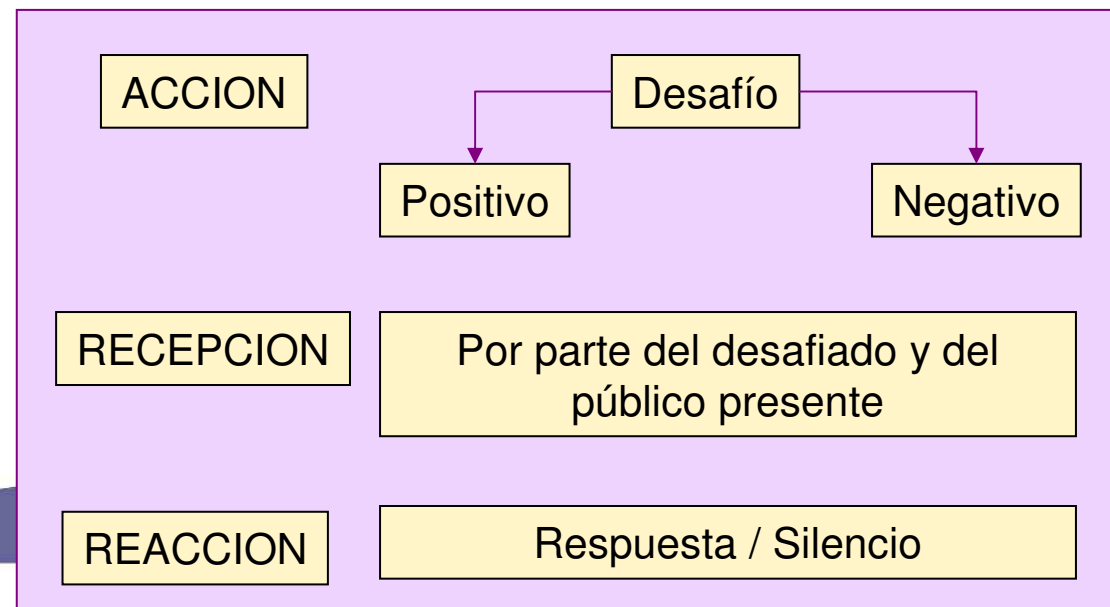 ACCION
Desafío
Positivo
Negativo
RECEPCION
Por parte del desafiado y del
público presente
REACCION
Respuesta / Silencio